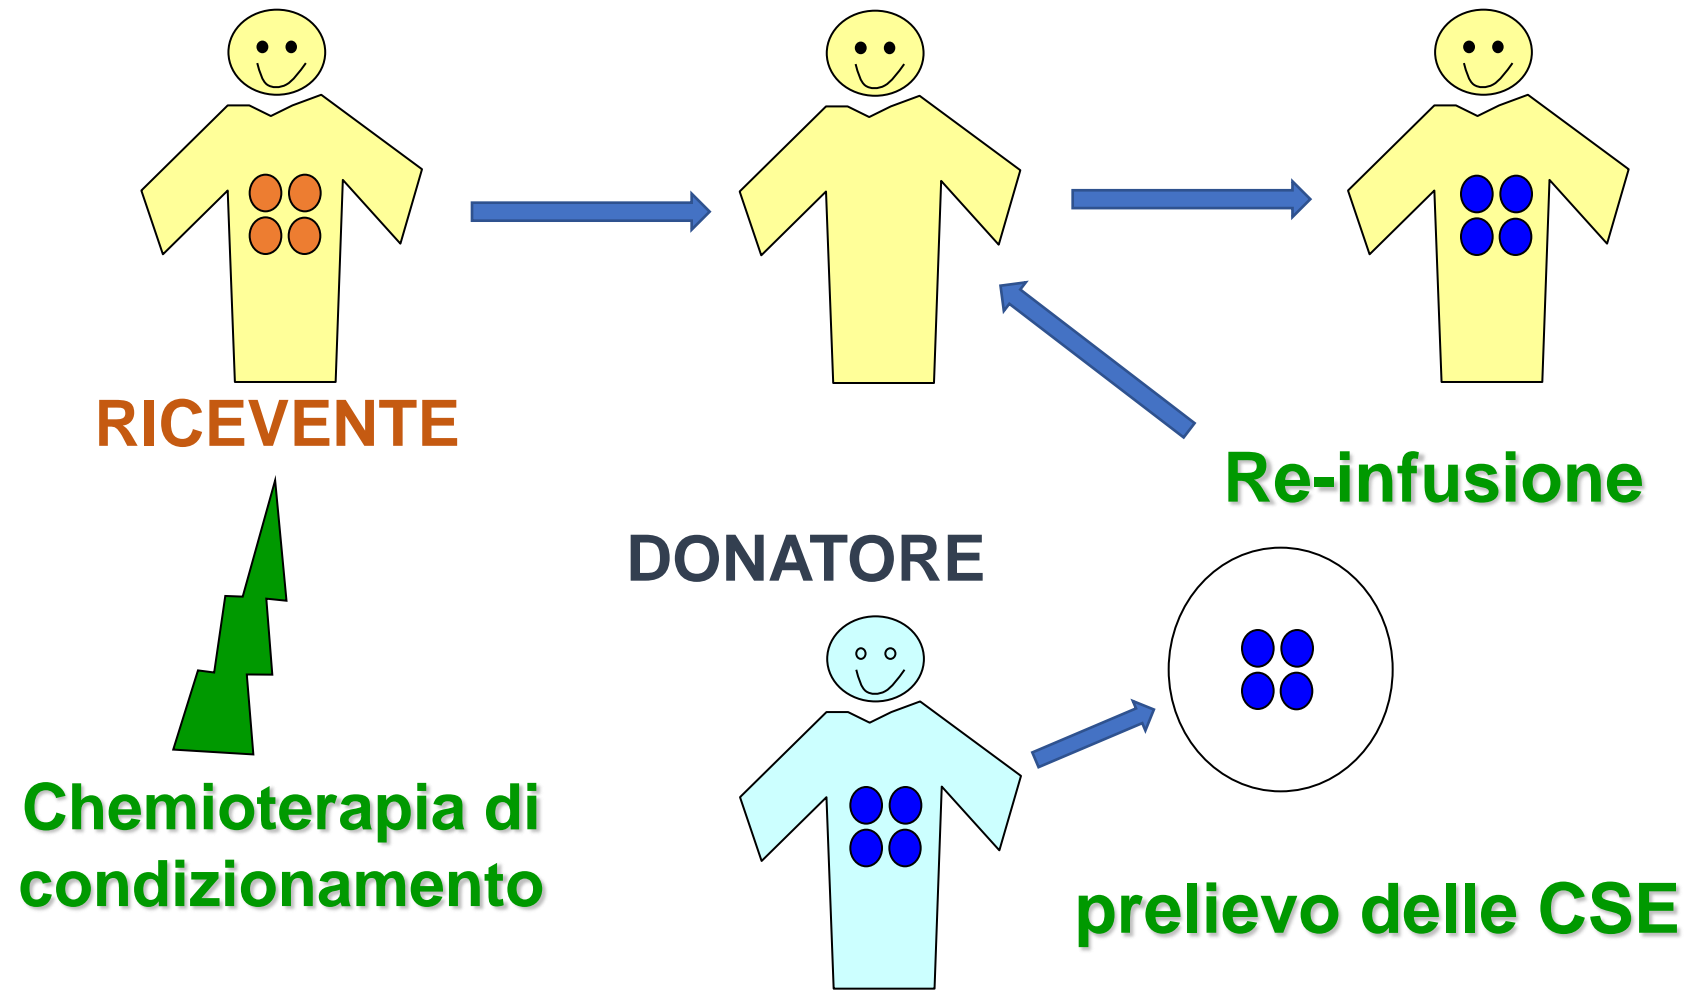 RICEVENTE
Re-infusione
DONATORE
Chemioterapia di
condizionamento
prelievo delle CSE